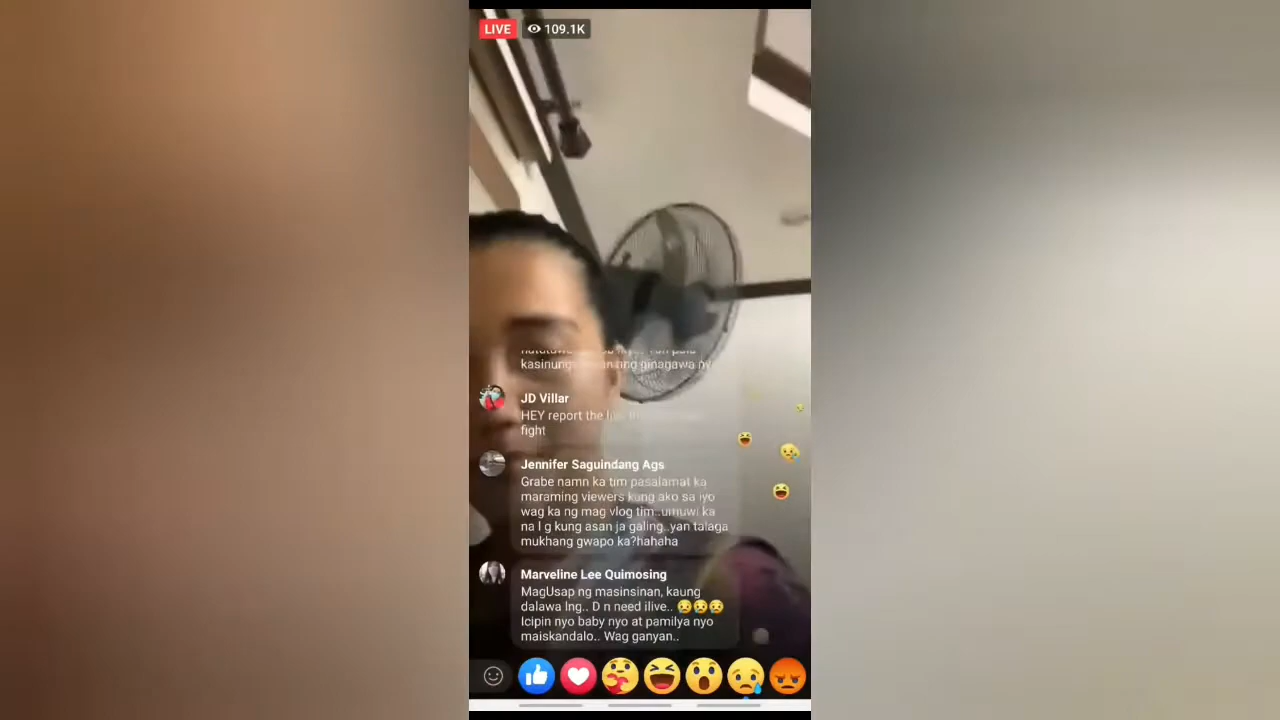 LIVE 109.1K
kasinung
JD Villar
HEY report the
fight
Jennifer Saguindang Ags
Grabe namn ka tim pasalamat ka
maraming viewers kung ako sa iyo
wag ka ng mag vlog tim..umuwi ka
na l g kung asan ja galing..yan talaga
mukhang gwapo ka?hahaha
Marveline Lee Quimosing
MagUsap ng masinsinan, kaung
dalawa lng.. D n need ilive.. 😢😢😢
Icipin nyo baby nyo at pamilya nyo
maiskandalo.. Wag ganyan..